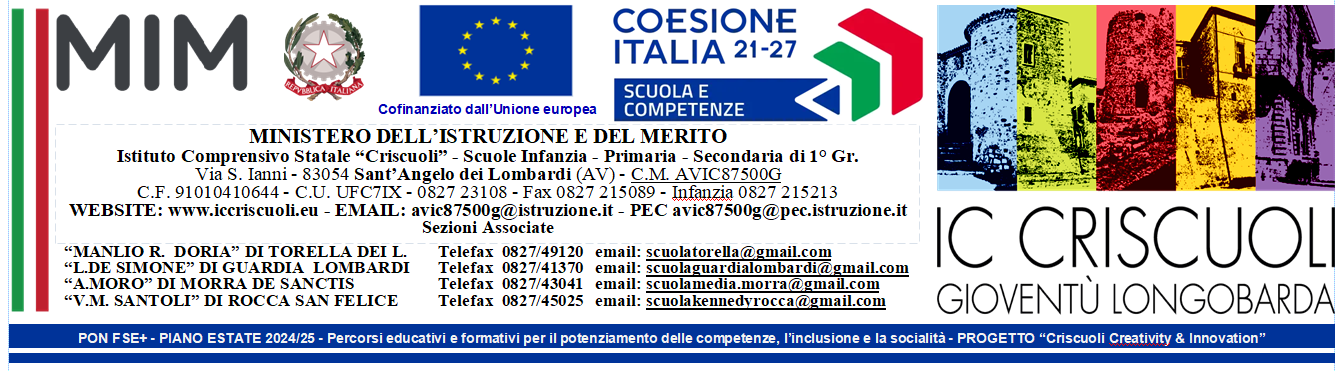 MIM
REPVBBLICA ITALIANA
Cofinanziato dall'Unione europea
COESIONE
ITALIA 21-27
SCUOLA E
COMPETENZE
MINISTERO DELL'ISTRUZIONE E DEL MERITO
Istituto Comprensivo Statale “Criscuoli” - Scuole Infanzia - Primaria - Secondaria di 1° Gr.
Via S. Ianni - 83054 Sant'Angelo dei Lombardi (AV) - C.M. AVIC87500G
C.F. 91010410644 - C.U. UFC7IX - 0827 23108 - Fax 0827 215089 - Infanzia 0827 215213
WEBSITE: www.iccriscuoli.eu - EMAIL: avic87500g@istruzione.it - PEC avic87500g@pec.istruzione.it
Sezioni Associate
“MANLIO R. DORIA” DI TORELLA DEI L. Telefax 0827/49120 email: scuolatorella@gmail.com
“L.DE SIMONE” DI GUARDIA LOMBARDI Telefax 0827/41370 email: scuolaguardialombardi@gmail.com
“A.MORO” DI MORRA DE SANCTIS Telefax 0827/43041 email: scuolamedia.morra@gmail.com
“V.M. SANTOLI” DI ROCCA SAN FELICE Telefax 0827/45025 email: scuolakennedyrocca@gmail.com
IC CRISCUOLI
GIOVENTÙ LONGOBARDA
PON FSE+ - PIANO ESTATE 2024/25 - Percorsi educativi e formativi per il potenziamento delle competenze, l'inclusione e la socialità - PROGETTO “Criscuoli Creativity & Innovation”